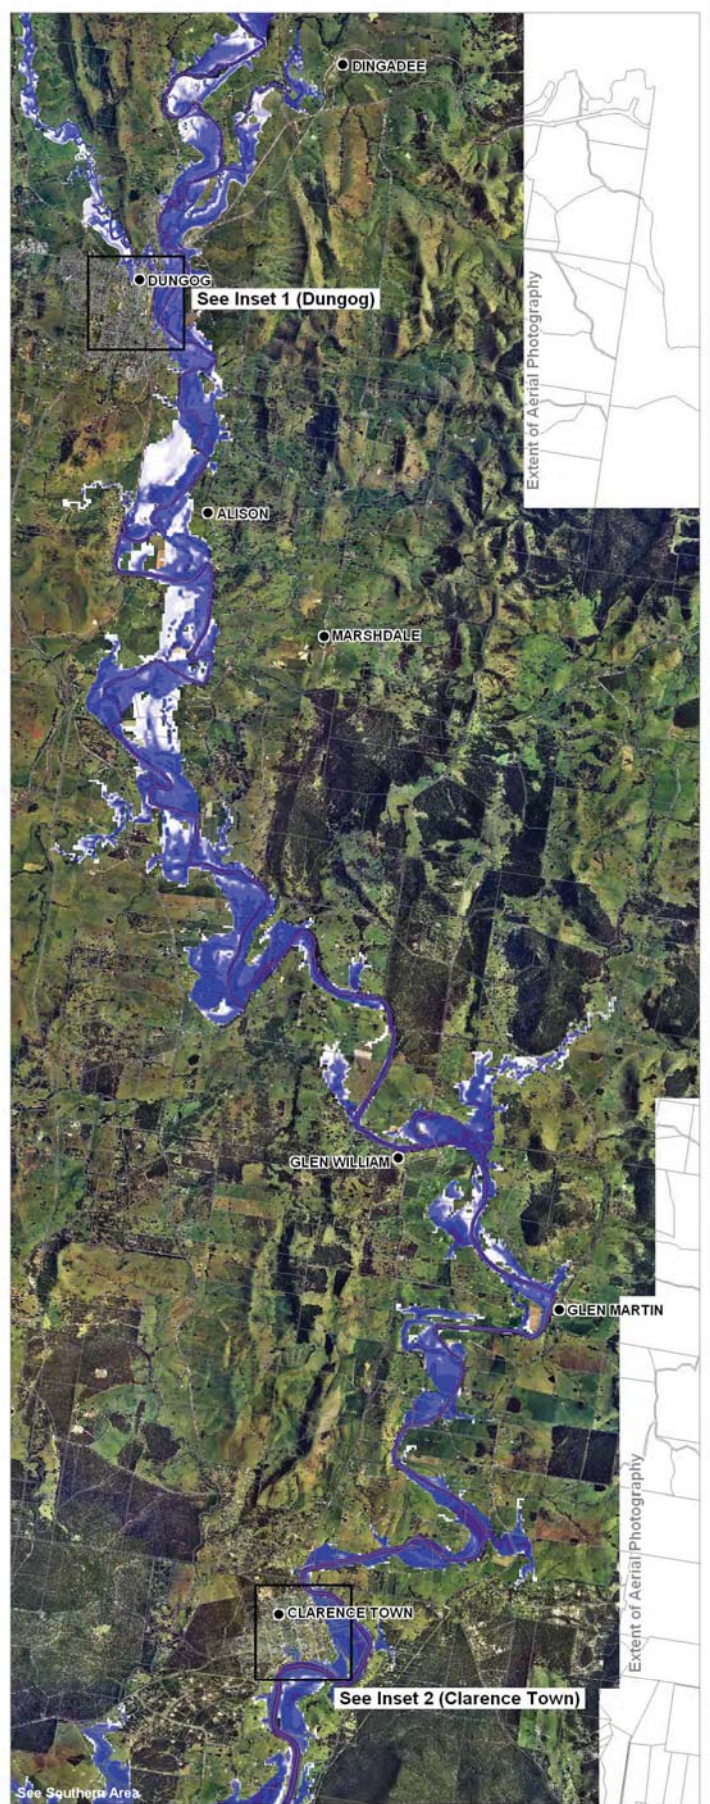 DINGADEE
DUNGOG
See Inset 1 (Dungog)
Extent of Aerial Photography
ALISON
MARSHDALE
GLEN WILLIAM
GLEN MARTIN
Extent of Aerial Photography
CLARENCE TOWN
See Inset 2 (Clarence Town)
See Southern Area